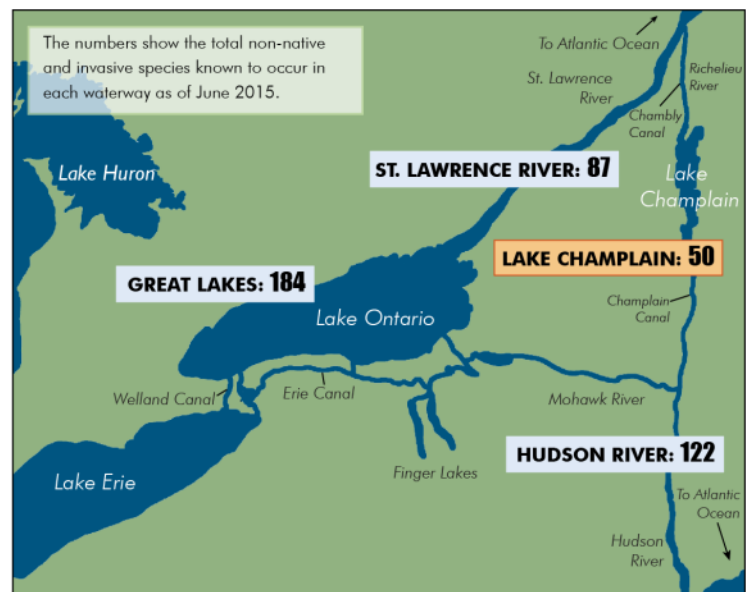 The numbers show the total non-native
and invasive species known to occur in
each waterway as of June 2015.
To Atlantic Ocean
St. Lawrence
River
Richelieu
River
Chambly
Canal
Lake Huron
ST. LAWRENCE RIVER: 87
Lake
Champlain
LAKE CHAMPLAIN: 50
GREAT LAKES: 184
Lake Ontario
Champlain
Canal
Welland Canal
Erie Canal
Mohawk River
HUDSON RIVER: 122
Finger Lakes
Lake Erie
To Atlantic
Ocean
Hudson
River